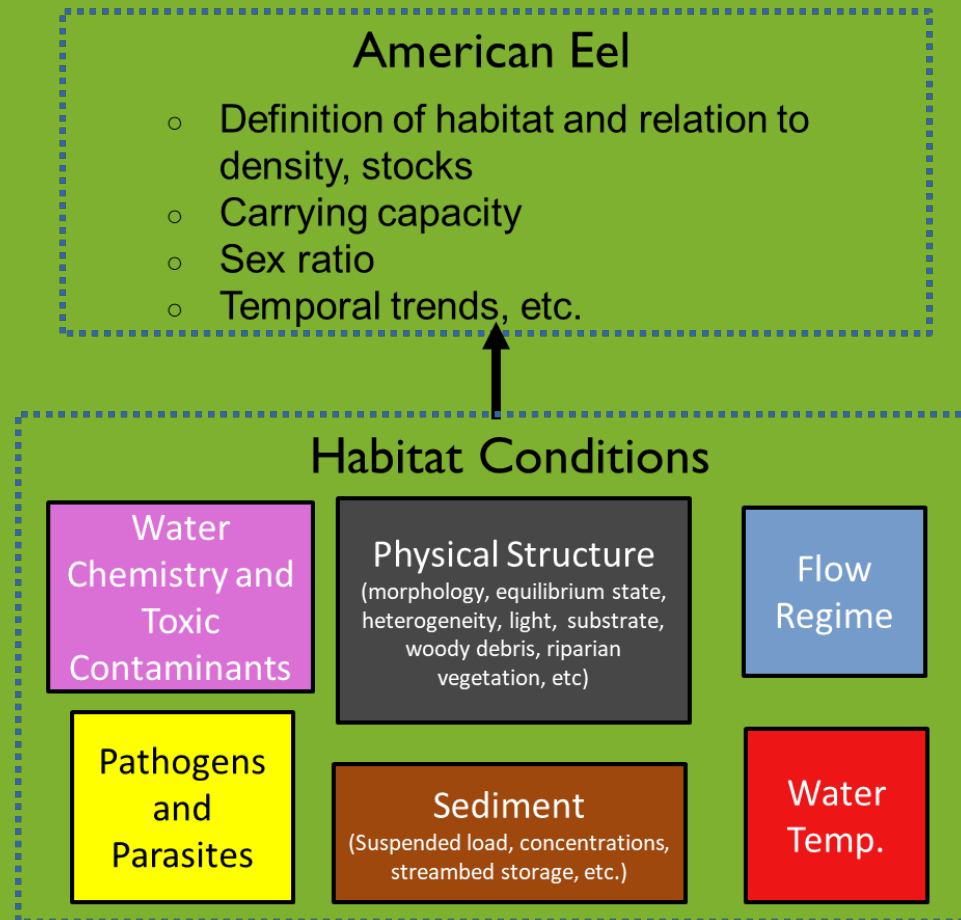 American Eel
○ Definition of habitat and relation to
density, stocks
○ Carrying capacity
○ Sex ratio
○ Temporal trends, etc.
Habitat Conditions
Water
Chemistry and
Toxic
Contaminants
Physical Structure
(morphology, equilibrium state,
heterogeneity, light, substrate,
woody debris, riparian
vegetation, etc)
Flow
Regime
Pathogens
and
Parasites
Sediment
(Suspended load, concentrations,
streambed storage, etc.)
Water
Temp.